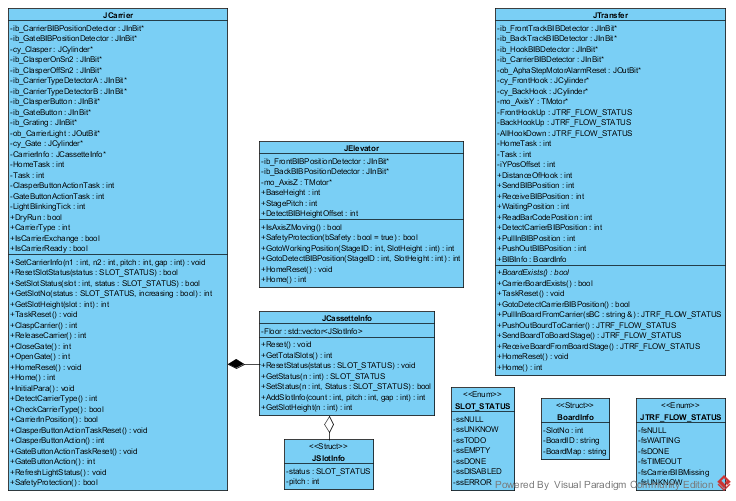 JCarrier
-ib_CarrierBIBPositionDetector : JInBit*
-ib_GateBIBPositionDetector : JInBit*
-cy_Clasper : JCylinder*
-ib_ClasperOnSn2 : JInBit*
-ib_ClasperOffSn2 : JInBit*
-ib_CarrierTypeDetectorA : JInBit*
-ib_CarrierTypeDetectorB : JInBit*
-ib_ClasperButton : JInBit*
-ib_GateButton : JInBit*
-ib_Grating : JInBit*
-ob_CarrierLight : JOutBit*
-cy_Gate : JCylinder*
-CarrierInfo : JCassetteInfo*
-HomeTask : int
-Task : int
-ClasperButtonActionTask : int
-GateButtonActionTask : int
-LightBlinkingTick : int
+DryRun : bool
+CarrierType : int
+IsCarrierExchange : bool
+IsCarrierReady : bool
+SetCarrierInfo(n1 : int, n2 : int, pitch : int, gap : int) : void
+ResetSlotStatus(status : SLOT_STATUS) : bool
+SetSlotStatus(slot : int, status : SLOT_STATUS) : bool
+GetSlotNo(status : SLOT_STATUS, increasing : bool) : int
+GetSlotHeight(slot : int) : int
+TaskReset() : void
+ClaspCarrier() : int
+ReleaseCarrier() : int
+CloseGate() : int
+OpenGate() : int
+HomeReset() : void
+Home() : int
+InitialPara() : void
+DetectCarrierType() : int
+CheckCarrierType() : bool
+CarrierInPosition() : bool
+ClasperButtonActionTaskReset() : void
+ClasperButtonAction() : int
+GateButtonActionTaskReset() : void
+GateButtonAction() : int
+RefreshLightStatus() : void
+SafetyProtection() : bool
JElevator
-ib_FrontBIBPositionDetector : JInBit*
-ib_BackBIBPositionDetector : JInBit*
-mo_AxisZ : TMotor*
+BaseHeight : int
+StagePitch : int
+DetectBIBHeightOffset : int
+IsAxisZMoving() : bool
+SafetyProtection(bSafety : bool = true) : bool
+GotoWorkingPosition(StageID : int, SlotHeight : int) : int
+GotoDetectBIBPosition(StageID : int, SlotHeight : int) : int
+HomeReset() : void
+Home() : int
JCassetteInfo
-Floor : std::vector<JSlotInfo>
+Reset() : void
+GetTotalSlots() : int
+ResetStatus(status : SLOT_STATUS) : void
+GetStatus(n : int) : SLOT_STATUS
+SetStatus(n : int, Status : SLOT_STATUS) : bool
+AddSlotInfo(count : int, pitch : int, gap : int) : int
+GetSlotHeight(n : int) : int
<<Struct>>
JSlotInfo
-status : SLOT_STATUS
-pitch : int
JTransfer
-ib_FrontTrackBIBDetector : JInBit*
-ib_BackTrackBIBDetector : JInBit*
-ib_HookBIBDetector : JInBit*
-ib_CarrierBIBDetector : JInBit*
-ob_AphaStepMotorAlarmReset : JOutBit*
-cy_FrontHook : JCylinder*
-cy_BackHook : JCylinder*
-mo_AxisY : TMotor*
-FrontHookUp : JTRF_FLOW_STATUS
-BackHookUp : JTRF_FLOW_STATUS
-AllHookDown : JTRF_FLOW_STATUS
-HomeTask : int
-Task : int
-iYPosOffset : int
+DistanceOfHook : int
+SendBIBPosition : int
+ReceiveBIBPosition : int
+WaitingPosition : int
+ReadBarCodePosition : int
+DetectCarrierBIBPosition : int
+PullInBIBPosition : int
+PushOutBIBPosition : int
+BIBInfo : BoardInfo
+BoardExists() : bool
+CarrierBoardExists() : bool
+TaskReset() : void
+GotoDetectCarrierBIBPosition() : bool
+PullInBoardFromCarrier(sBC : string &) : JTRF_FLOW_STATUS
+PushOutBoardToCarrier() : JTRF_FLOW_STATUS
+SendBoardToBoardStage() : JTRF_FLOW_STATUS
+ReceiveBoardFromBoardStage() : JTRF_FLOW_STATUS
+HomeReset() : void
+Home() : int
<<Enum>>
SLOT_STATUS
-ssNULL
-ssUNKNOW
-ssTODO
-ssEMPTY
-ssDONE
-ssDISABLED
-ssERROR
<<Struct>>
BoardInfo
-SlotNo : int
-BoardID : string
-BoardMap : string
<<Enum>>
JTRF_FLOW_STATUS
-fsNULL
-fsWAITING
-fsDONE
-fsTIMEOUT
-fsCarrierBIBMissing
-fsUNKNOW
Powered By Visual Paradigm Community Edition